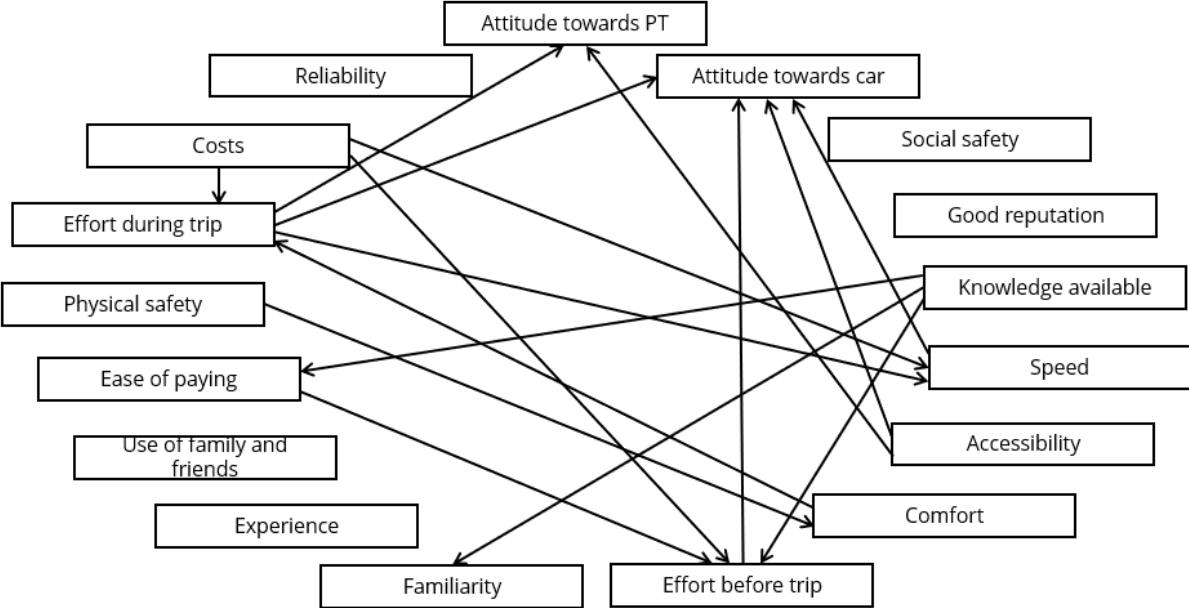 Attitude towards PT
Reliability
Attitude towards car
Costs
Social safety
Effort during trip
Good reputation
Physical safety
Knowledge available
Ease of paying
Speed
Use of family and
friends
Accessibility
Experience
Comfort
Familiarity
Effort before trip